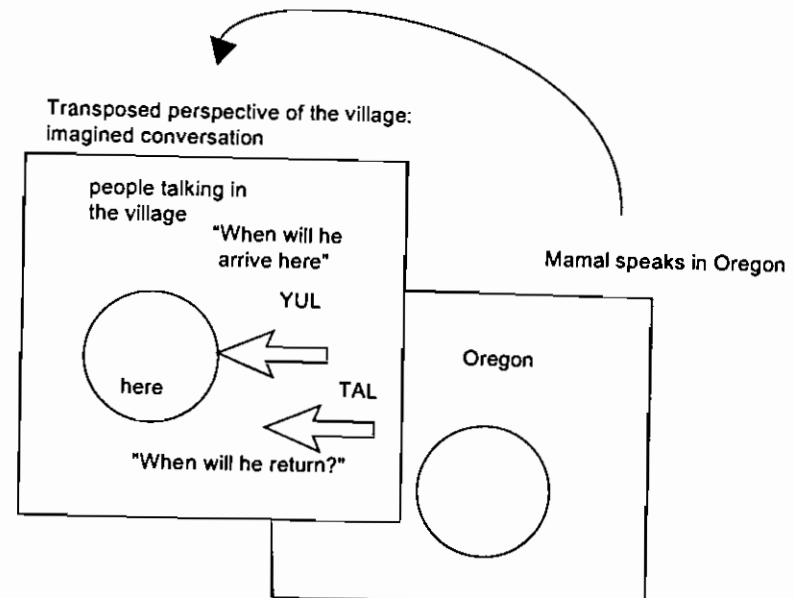 Transposed perspective of the village:
imagined conversation
people talking in
the village
"When will he
arrive here"
Mamal speaks in Oregon
YUL
Oregon
here
TAL
"When will he return?"